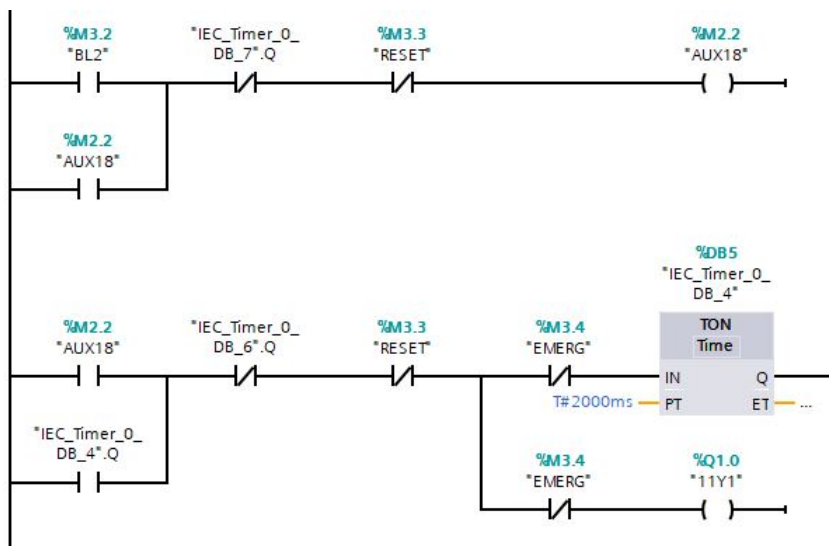 %M3.2
"BL2"
"IEC_Timer_0_
DB_7".Q
%M3.3
"RESET"
%M2.2
"AUX18"
%M2.2
"AUX18"
%DB5
"IEC_Timer_0_
DB_4"
%M2.2
"AUX18"
"IEC_Timer_0_
DB_6".Q
%M3.3
"RESET"
%M3.4
"EMERG"
TON
Time
IN Q
T#2000ms PT ET ...
"IEC_Timer_0_
DB_4".Q
%M3.4
"EMERG"
%Q1.0
"11Y1"